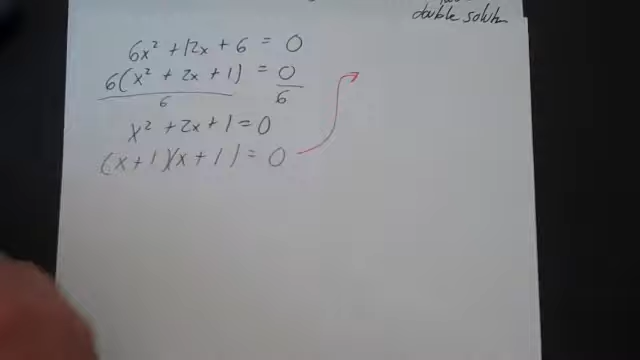 double solutn
6x² + 12x + 6 = 0
6(x² + 2x + 1) = 0
6 6
x² + 2x + 1 = 0
(x + 1)(x + 1) = 0